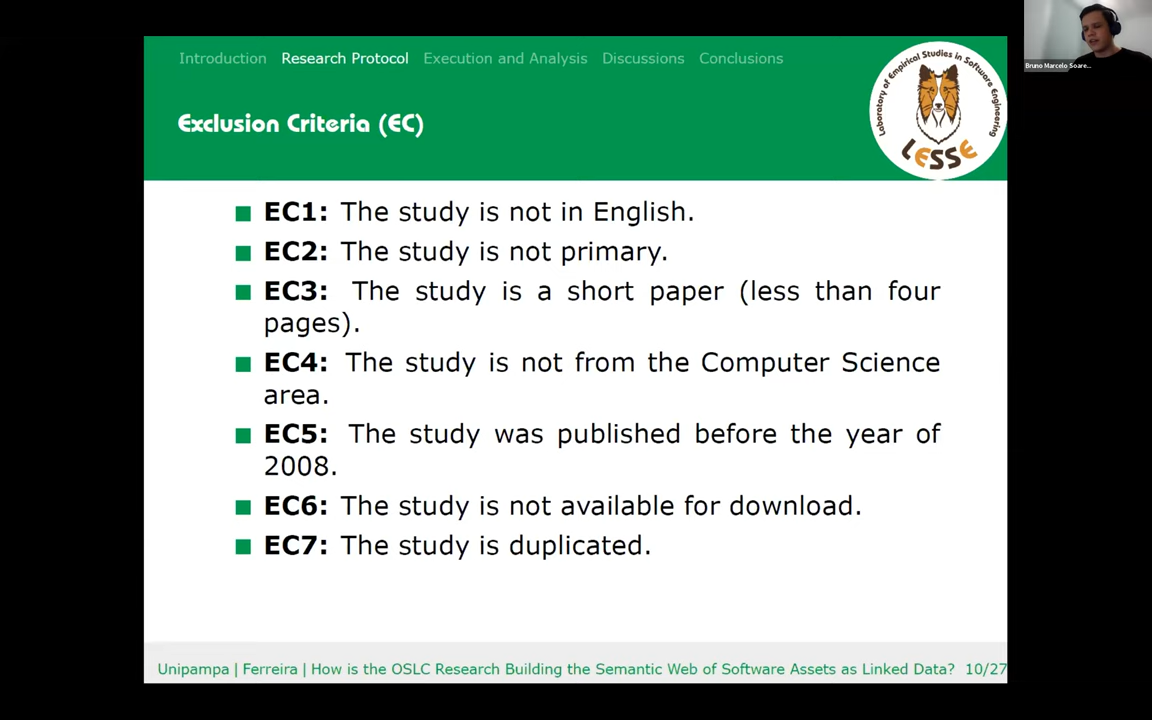 Introduction Research Protocol Execution and Analysis Discussions Conclusions
Exclusion Criteria (EC)
Laboratory of Empirical Studies in Software Engineering
LESSE
Bruno Marcelo Soare...
EC1: The study is not in English.
EC2: The study is not primary.
EC3: The study is a short paper (less than four
pages).
EC4: The study is not from the Computer Science
area.
EC5: The study was published before the year of
2008.
EC6: The study is not available for download.
EC7: The study is duplicated.
Unipampa | Ferreira | How is the OSLC Research Building the Semantic Web of Software Assets as Linked Data? 10/27